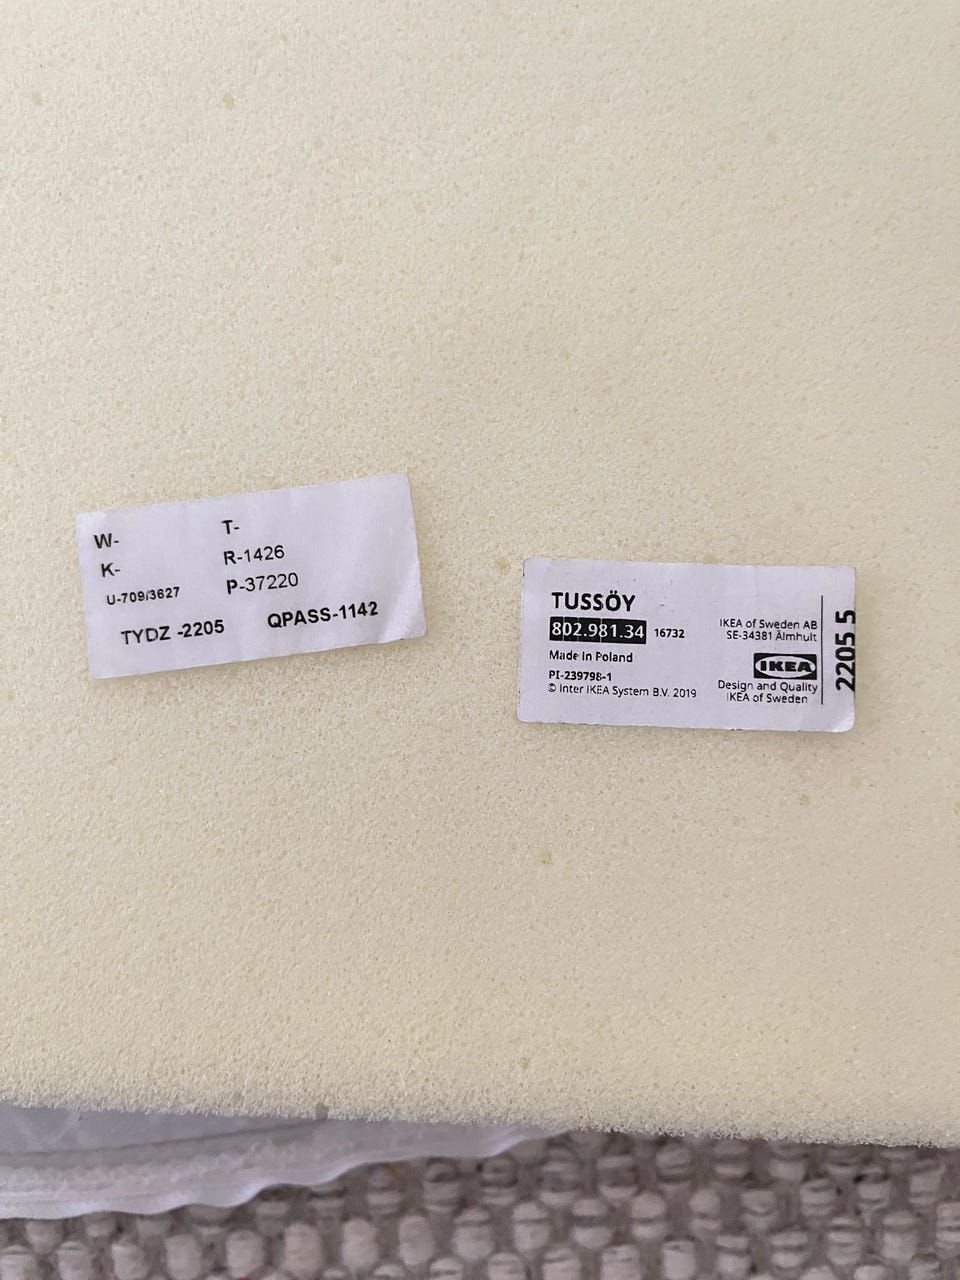 W-
T-
K-
R-1426
U-709/3627
P-37220
TYDZ -2205
QPASS-1142
TUSSÖY
802.981.34 16732
Made in Poland
PI-239798-1
© Inter IKEA System B.V. 2019
IKEA of Sweden AB
SE-34381 Älmhult
IKEA
Design and Quality
IKEA of Sweden
2205 5